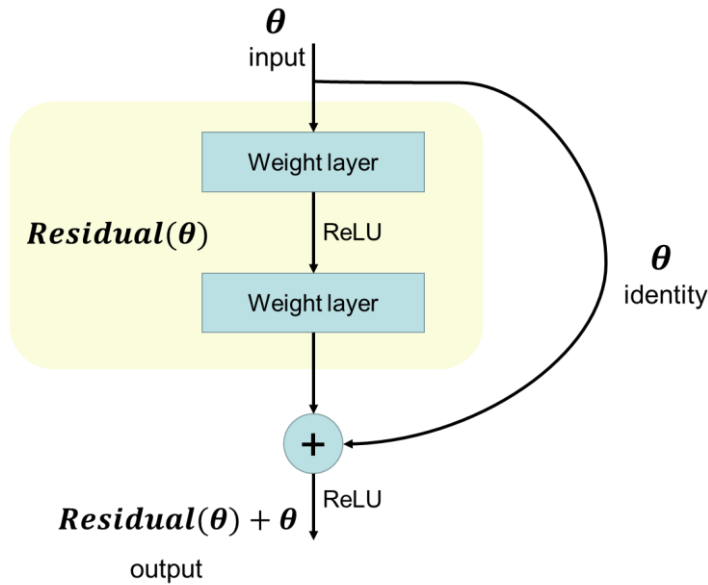 θ
input
Weight layer
Residual(θ)
ReLU
Weight layer
θ
identity
+
ReLU
Residual(θ) + θ
output